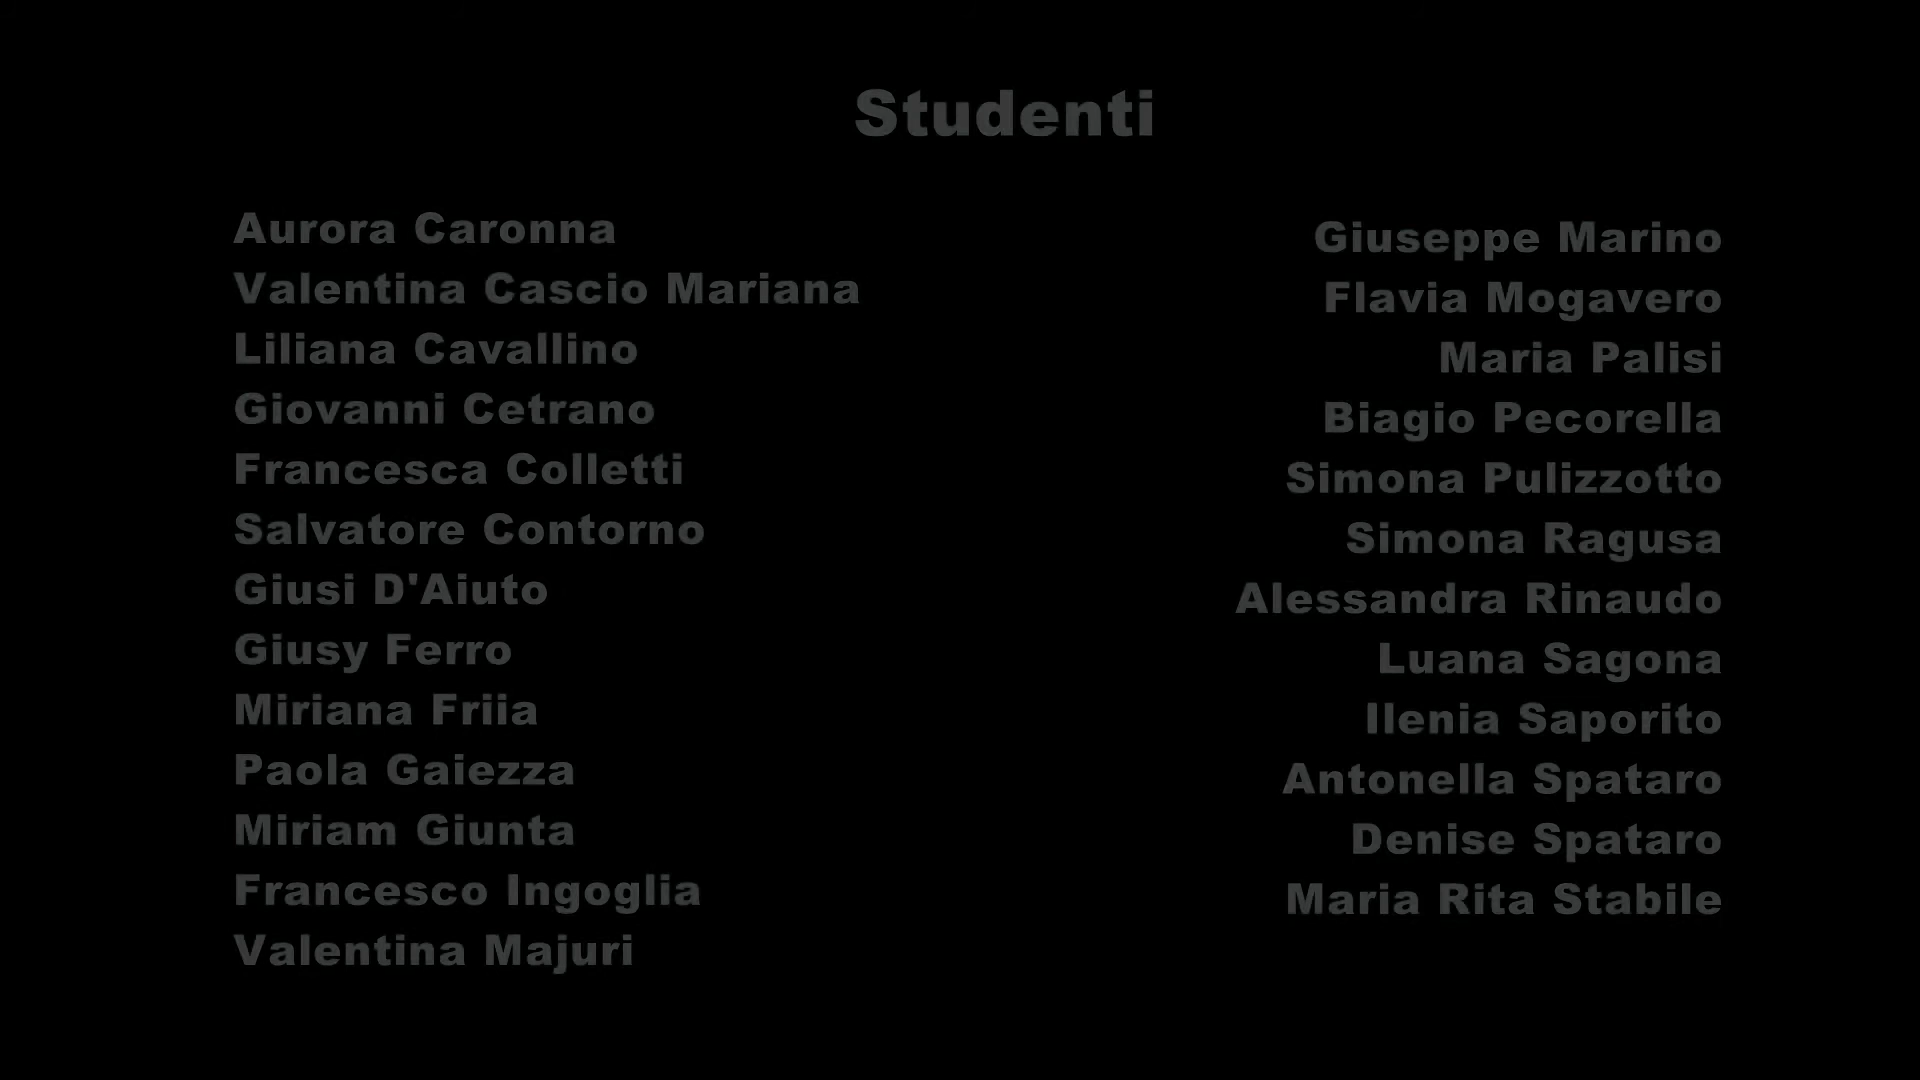 Studenti
Aurora Caronna
Valentina Cascio Mariana
Liliana Cavallino
Giovanni Cetrano
Francesca Colletti
Salvatore Contorno
Giusi D'Aiuto
Giusy Ferro
Miriana Friia
Paola Gaiezza
Miriam Giunta
Francesco Ingoglia
Valentina Majuri
Giuseppe Marino
Flavia Mogavero
Maria Palisi
Biagio Pecorella
Simona Pulizzotto
Simona Ragusa
Alessandra Rinaudo
Luana Sagona
Ilenia Saporito
Antonella Spataro
Denise Spataro
Maria Rita Stabile